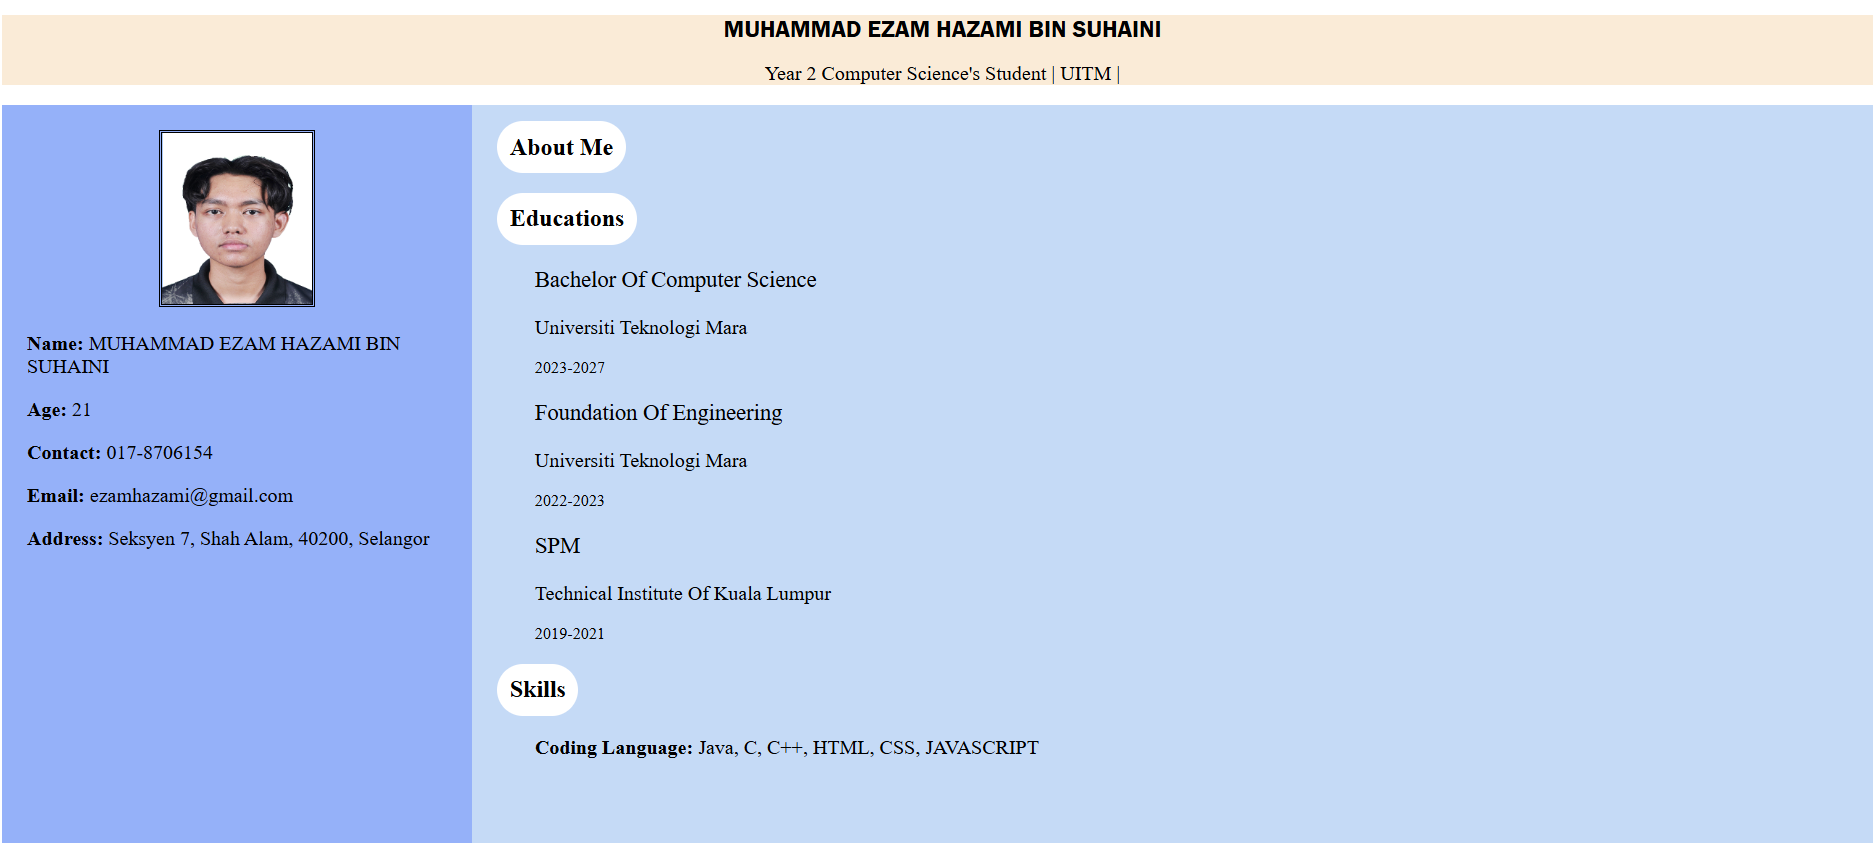 MUHAMMAD EZAM HAZAMI BIN SUHAINI
Year 2 Computer Science's Student | UITM |
Name: MUHAMMAD EZAM HAZAMI BIN
SUHAINI
Age: 21
Contact: 017-8706154
Email: ezamhazami@gmail.com
Address: Seksyen 7, Shah Alam, 40200, Selangor
About Me
Educations
Bachelor Of Computer Science
Universiti Teknologi Mara
2023-2027
Foundation Of Engineering
Universiti Teknologi Mara
2022-2023
SPM
Technical Institute Of Kuala Lumpur
2019-2021
Skills
Coding Language: Java, C, C++, HTML, CSS, JAVASCRIPT